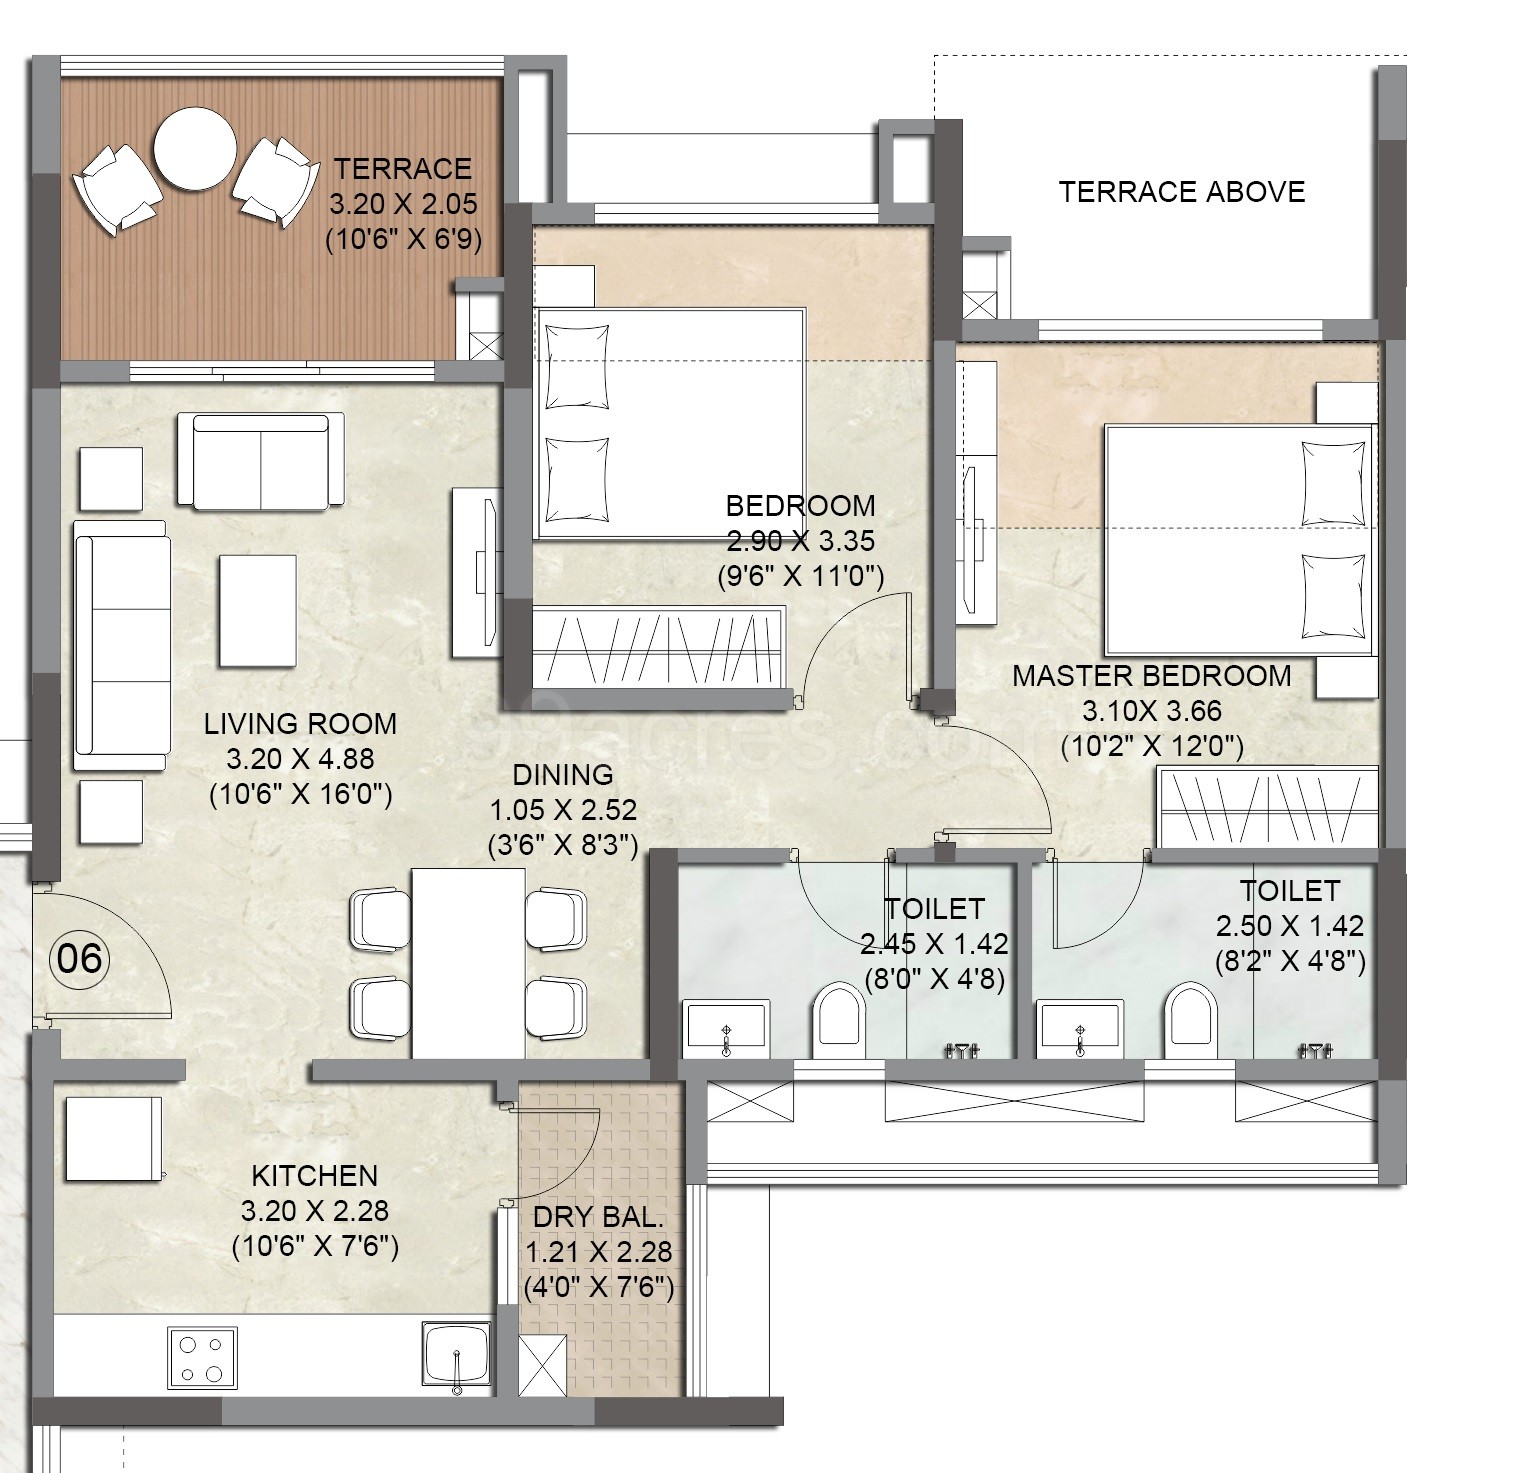 TERRACE
3.20 X 2.05
(10'6" X 6'9)
TERRACE ABOVE
BEDROOM
2.90 X 3.35
(9'6" X 11'0")
MASTER BEDROOM
3.10X 3.66
(10'2" X 12'0")
LIVING ROOM
3.20 X 4.88
(10'6" X 16'0")
DINING
1.05 X 2.52
(3'6" X 8'3")
TOILET
2.45 X 1.42
(8'0" X 4'8)
TOILET
2.50 X 1.42
(8'2" X 4'8")
06
KITCHEN
3.20 X 2.28
(10'6" X 7'6")
DRY BAL.
1.21 X 2.28
(4'0" X 7'6")
99acres.com